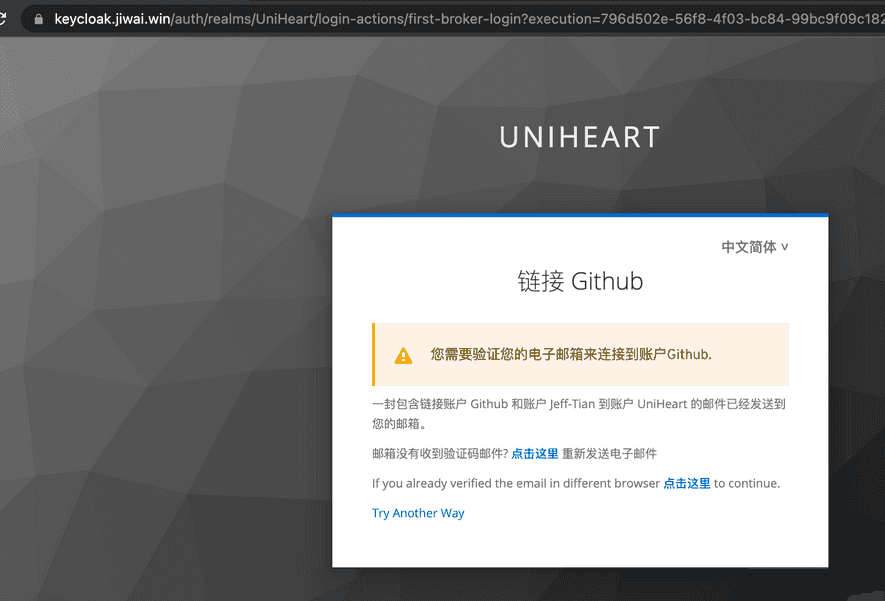 keycloak.jiwai.win/auth/realms/UniHeart/login-actions/first-broker-login?execution=796d502e-56f8-4f03-bc84-99bc9f09c182
UNIHEART
中文简体 ˅
链接 Github
您需要验证您的电子邮箱来连接到账户Github.
一封包含链接账户 Github 和账户 Jeff-Tian 到账户 UniHeart 的邮件已经发送到
您的邮箱。
邮箱没有收到验证码邮件? 点击这里 重新发送电子邮件
If you already verified the email in different browser 点击这里 to continue.
Try Another Way